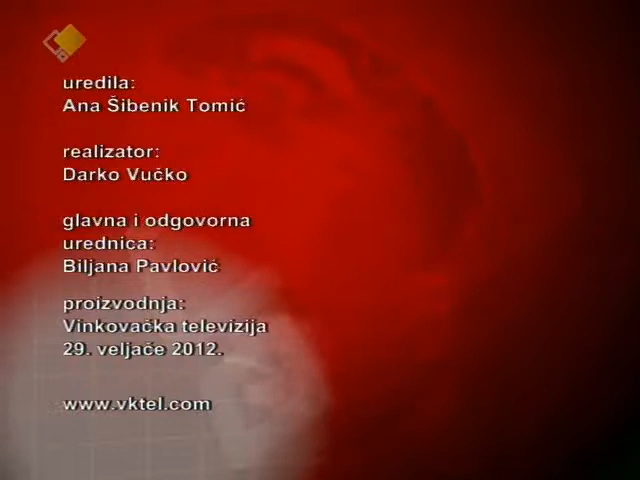 uredila:
Ana Šibenik Tomić
realizator:
Darko Vučko
glavna i odgovorna
urednica:
Biljana Pavlović
proizvodnja:
Vinkovačka televizija
29. veljače 2012.
www.vktel.com